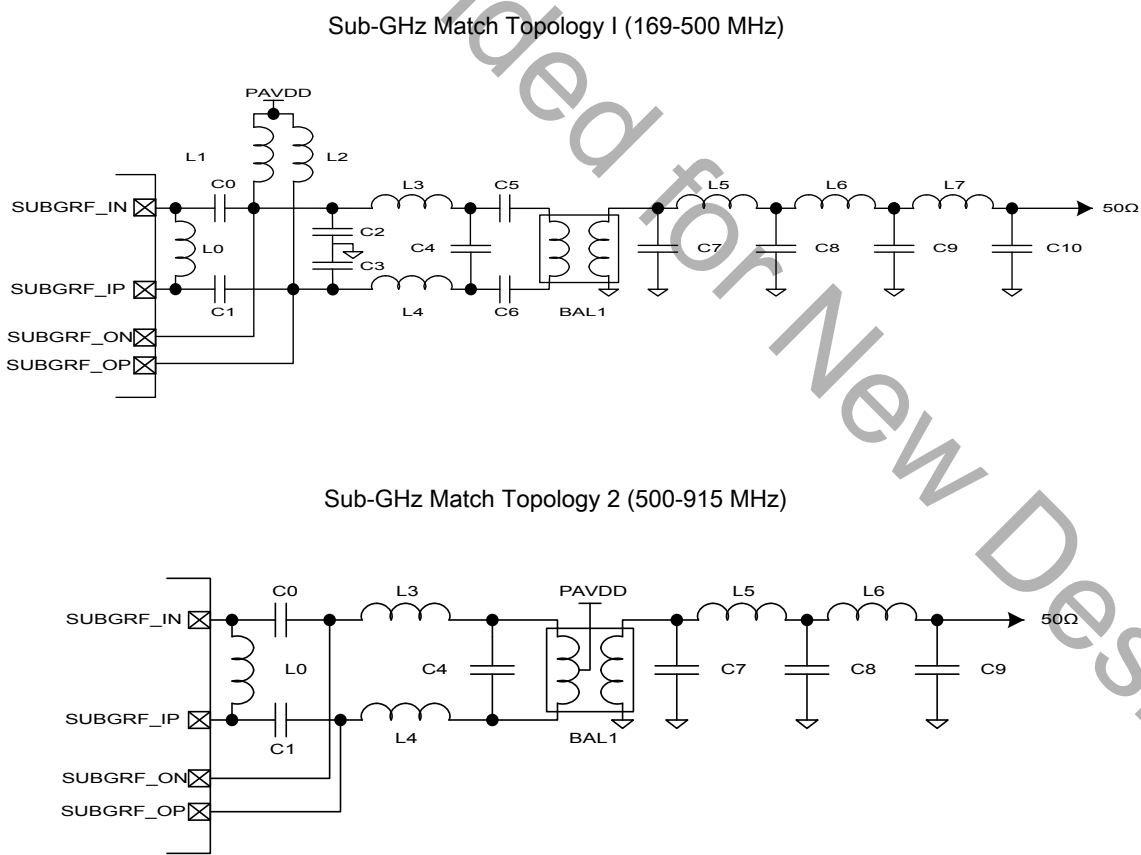 Sub-GHz Match Topology I (169-500 MHz)
PAVDD
L1
L2
C0
L3
C5
L5
L6
L7
SUBGRF_IN
50Ω
L0
C2
C3
C4
C7
C8
C9
C10
SUBGRF_IP
C1
L4
C6
BAL1
SUBGRF_ON
SUBGRF_OP
Sub-GHz Match Topology 2 (500-915 MHz)
C0
L3
PAVDD
L5
L6
SUBGRF_IN
50Ω
L0
C4
C7
C8
C9
SUBGRF_IP
C1
L4
BAL1
SUBGRF_ON
SUBGRF_OP
for New